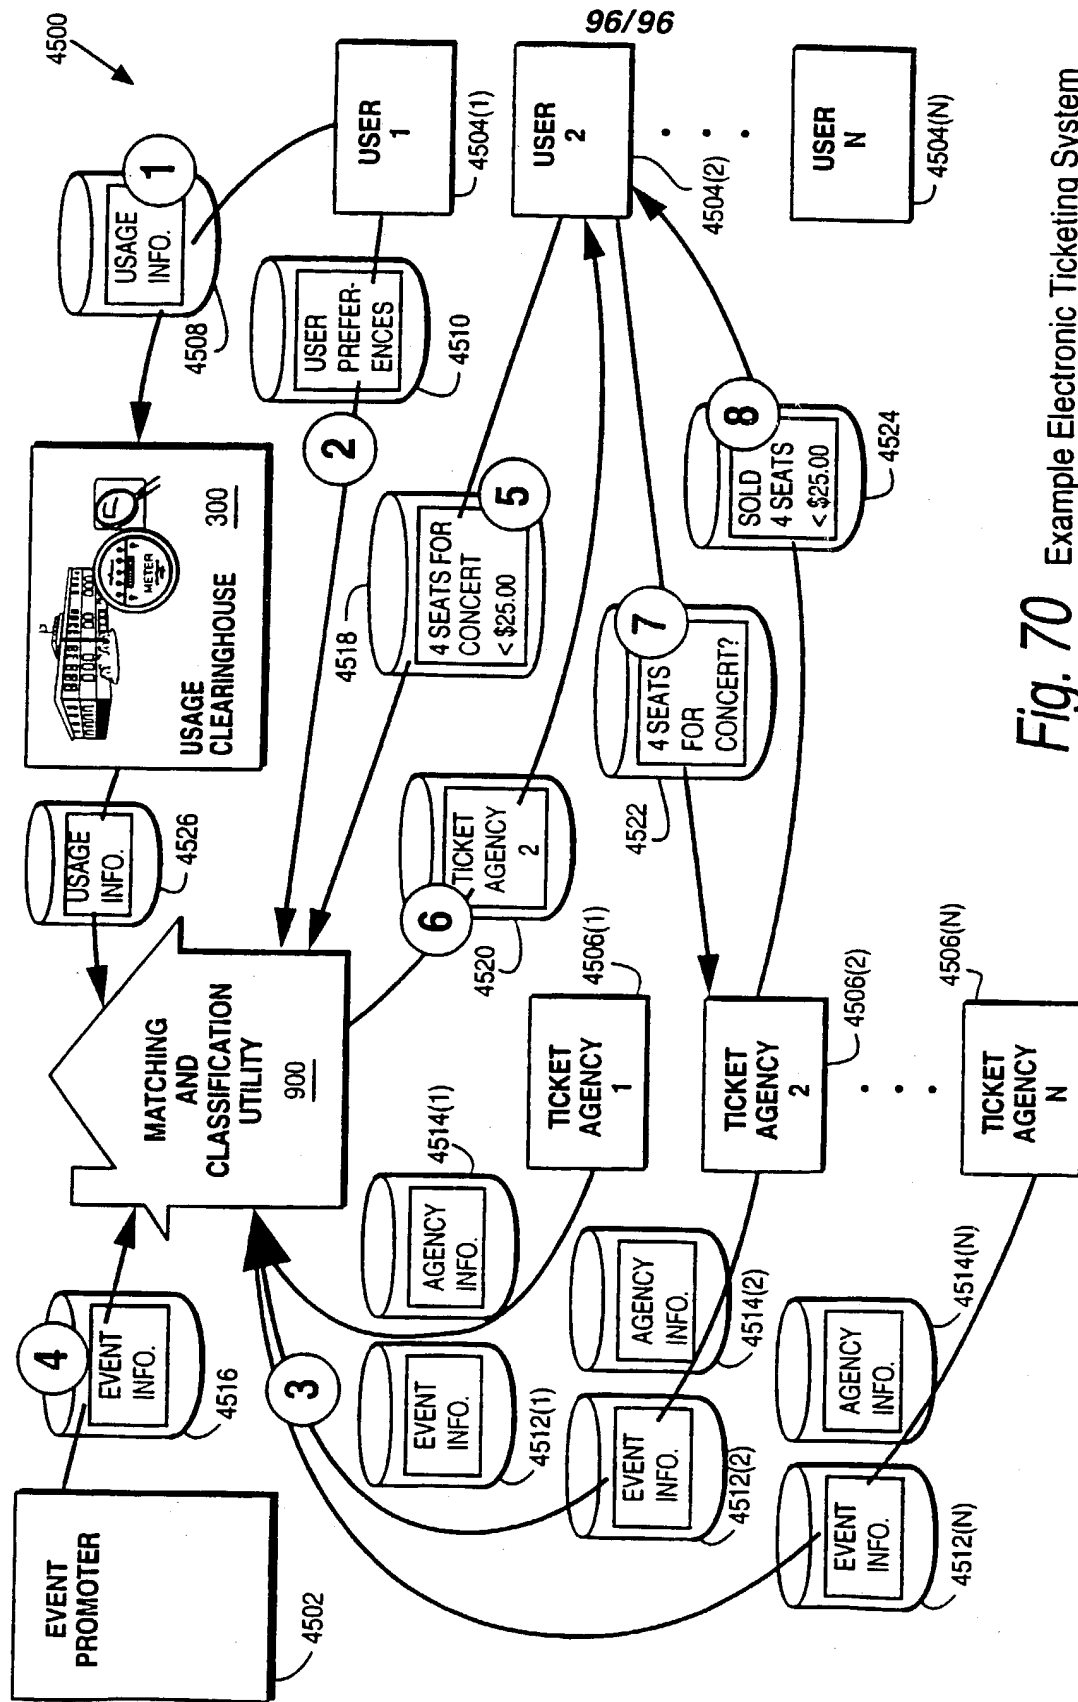 96/96
4500
EVENT
PROMOTER
4502
4
EVENT
INFO.
4516
MATCHING
AND
CLASSIFICATION
UTILITY
900
USAGE
INFO.
4526
METER
USAGE
CLEARINGHOUSE
300
USAGE
INFO.
1
4508
USER
1
4504(1)
2
USER
PREFER-
ENCES
4510
USER
2
4504(2)
USER
N
4504(N)
3
EVENT
INFO.
4512(1)
AGENCY
INFO.
4514(1)
TICKET
AGENCY
1
4506(1)
6
TICKET
AGENCY
2
4520
4518
4 SEATS FOR
CONCERT
< $25.00
5
EVENT
INFO.
4512(2)
AGENCY
INFO.
4514(2)
TICKET
AGENCY
2
4506(2)
4522
4 SEATS
FOR
CONCERT?
7
SOLD
4 SEATS
< $25.00
8
4524
EVENT
INFO.
4512(N)
AGENCY
INFO.
4514(N)
TICKET
AGENCY
N
4506(N)
Fig. 70 Example Electronic Ticketing System